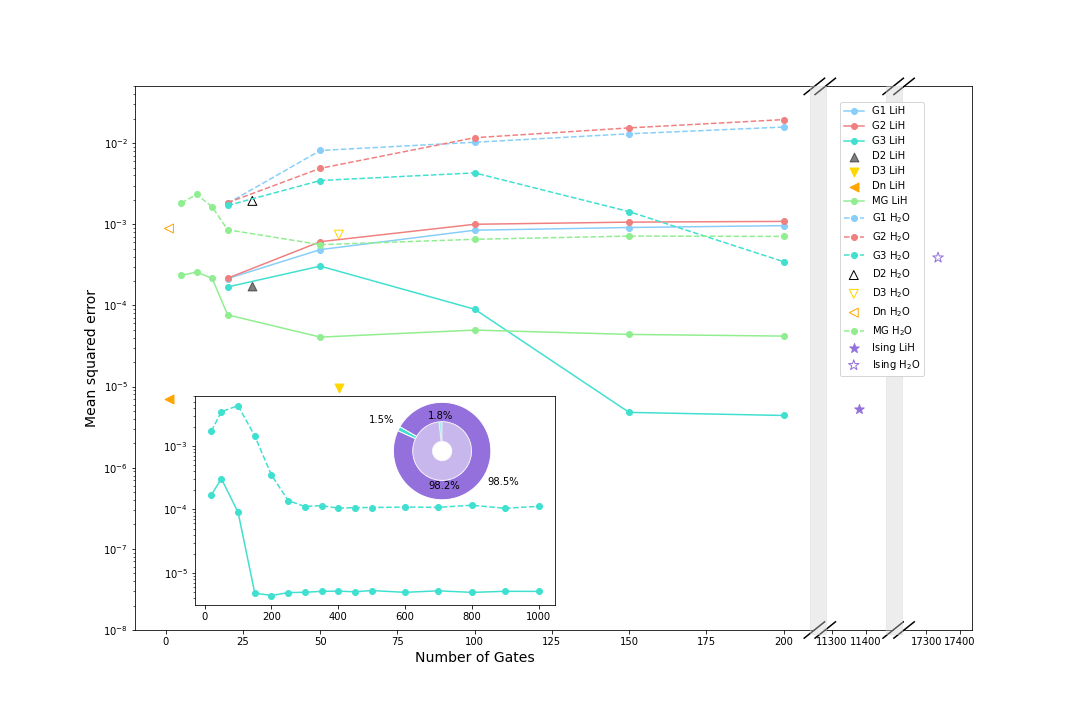 10⁻²
10⁻³
10⁻⁴
10⁻⁵
10⁻⁶
10⁻⁷
10⁻⁸
Mean squared error
0 25 50 75 100 125 150 175 200 11300 11400 17300 17400
Number of Gates
G1 LiH
G2 LiH
G3 LiH
D2 LiH
D3 LiH
Dn LiH
MG LiH
G1 H₂O
G2 H₂O
G3 H₂O
D2 H₂O
D3 H₂O
Dn H₂O
MG H₂O
Ising LiH
Ising H₂O
10⁻³
10⁻⁴
10⁻⁵
0 200 400 600 800 1000
1.5%
1.8%
98.2%
98.5%